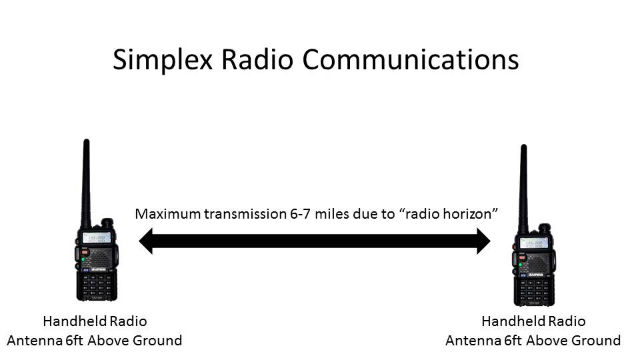 Simplex Radio Communications
Maximum transmission 6-7 miles due to “radio horizon”
Handheld Radio
Antenna 6ft Above Ground
Handheld Radio
Antenna 6ft Above Ground